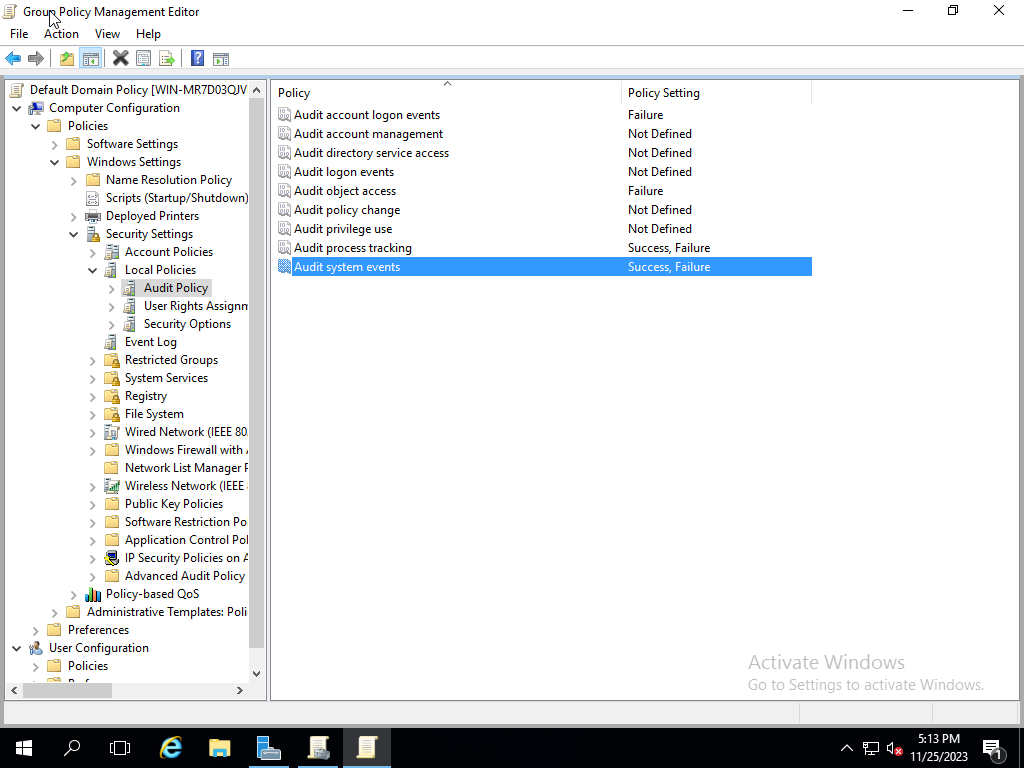 Group Policy Management Editor
File Action View Help
Default Domain Policy [WIN-MR7D03QJV
Computer Configuration
Policies
Software Settings
Windows Settings
Name Resolution Policy
Scripts (Startup/Shutdown)
Deployed Printers
Security Settings
Account Policies
Local Policies
Audit Policy
User Rights Assignm
Security Options
Event Log
Restricted Groups
System Services
Registry
File System
Wired Network (IEEE 80
Windows Firewall with
Network List Manager P
Wireless Network (IEEE
Public Key Policies
Software Restriction Po
Application Control Pol
IP Security Policies on A
Advanced Audit Policy
Policy-based QoS
Administrative Templates: Poli
Preferences
User Configuration
Policies
Policy Policy Setting
Audit account logon events Failure
Audit account management Not Defined
Audit directory service access Not Defined
Audit logon events Not Defined
Audit object access Failure
Audit policy change Not Defined
Audit privilege use Not Defined
Audit process tracking Success, Failure
Audit system events Success, Failure
Activate Windows
Go to Settings to activate Windows.
5:13 PM
11/25/2023
1